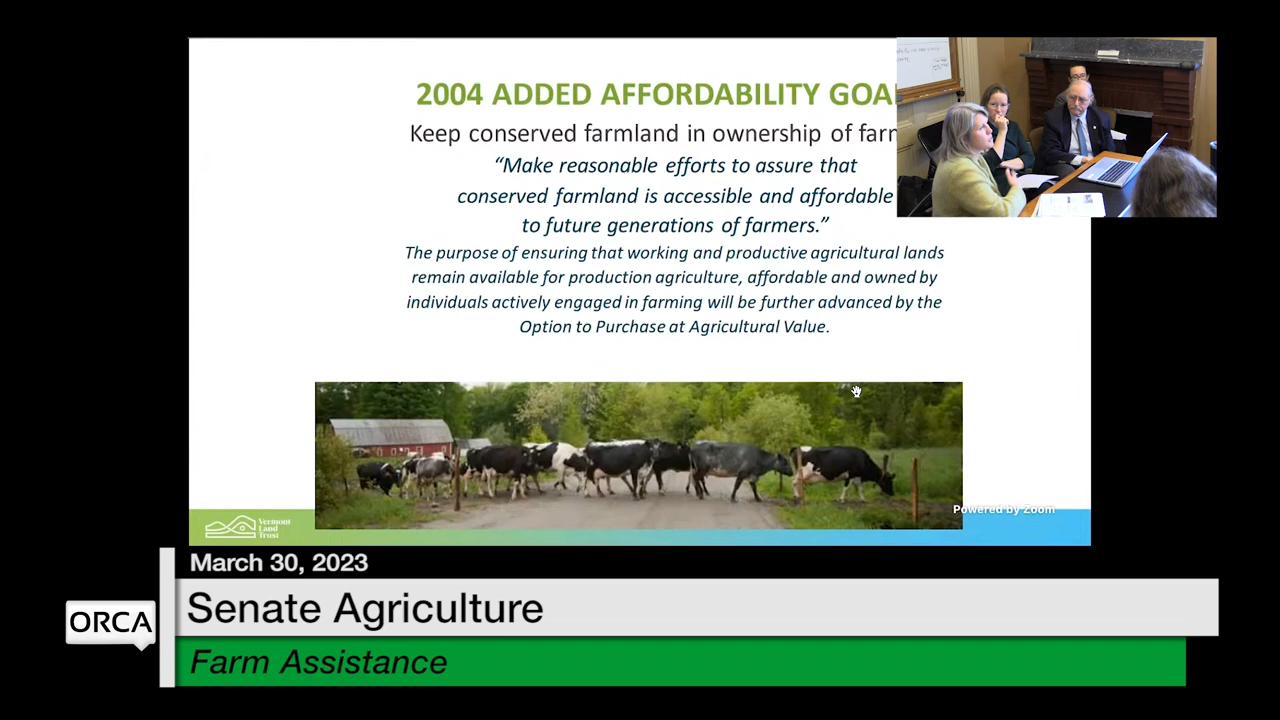 2004 ADDED AFFORDABILITY GOA
Keep conserved farmland in ownership of farm
“Make reasonable efforts to assure that
conserved farmland is accessible and affordable
to future generations of farmers.”
The purpose of ensuring that working and productive agricultural lands
remain available for production agriculture, affordable and owned by
individuals actively engaged in farming will be further advanced by the
Option to Purchase at Agricultural Value.
Vermont
Land
Trust
Powered by Zoom
March 30, 2023
ORCA
Senate Agriculture
Farm Assistance